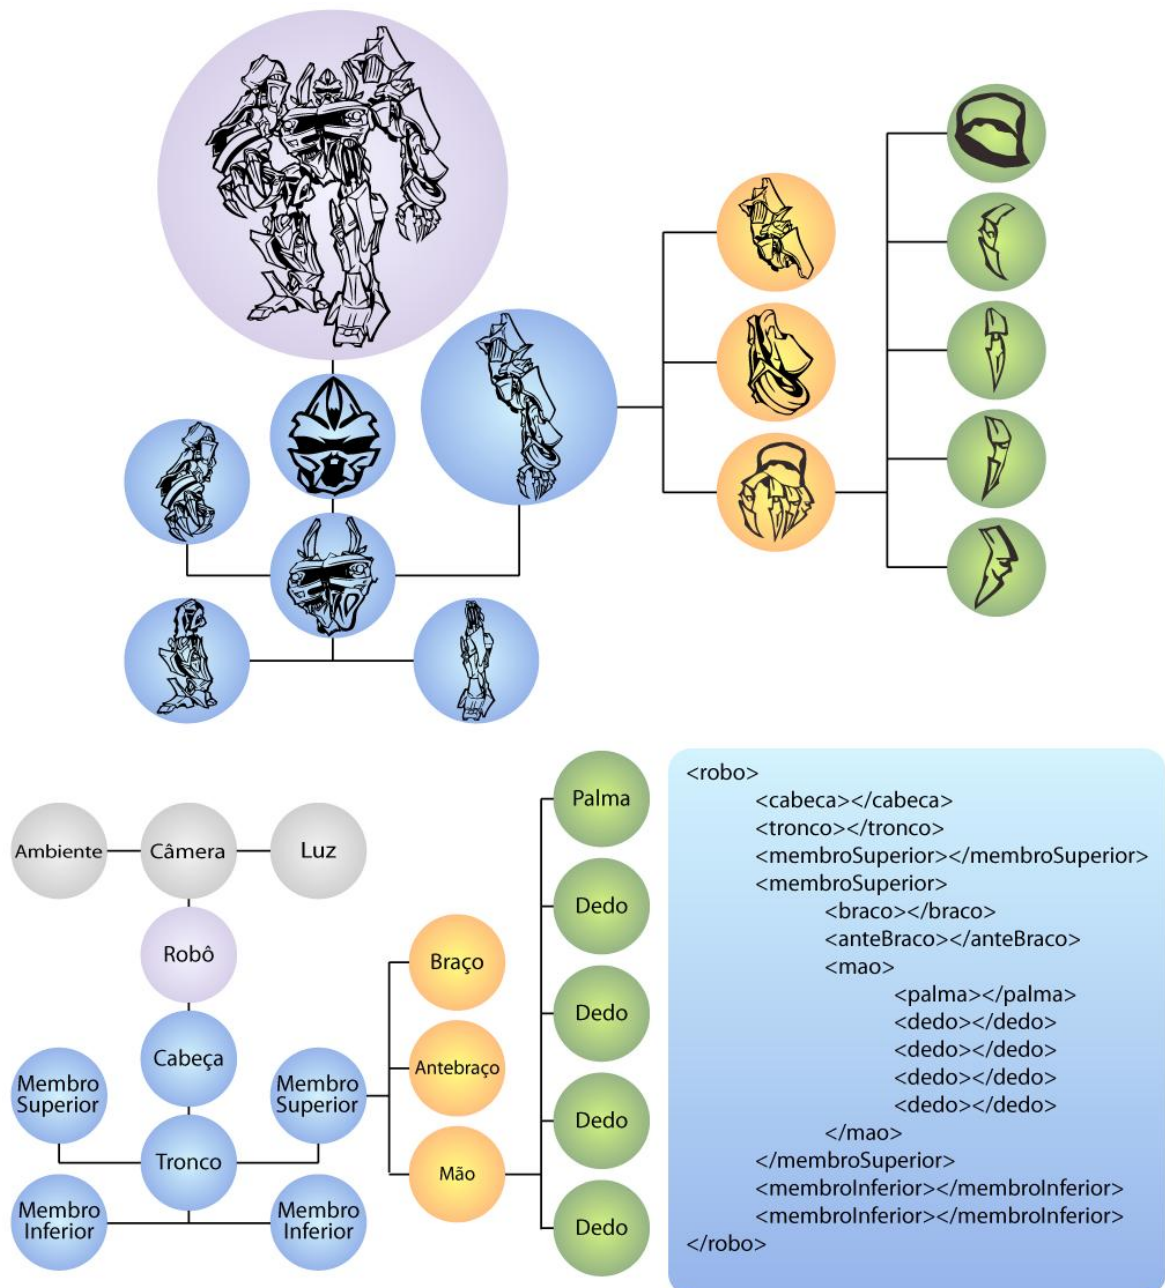 Ambiente
Câmera
Luz
Robô
Cabeça
Membro
Superior
Tronco
Membro
Superior
Membro
Inferior
Membro
Inferior
Braço
Antebraço
Mão
Palma
Dedo
Dedo
Dedo
Dedo
<robo>
<cabeca></cabeca>
<tronco></tronco>
<membroSuperior></membroSuperior>
<membroSuperior>
<braco></braco>
<anteBraco></anteBraco>
<mao>
<palma></palma>
<dedo></dedo>
<dedo></dedo>
<dedo></dedo>
<dedo></dedo>
</mao>
</membroSuperior>
<membroInferior></membroInferior>
<membroInferior></membroInferior>
</robo>